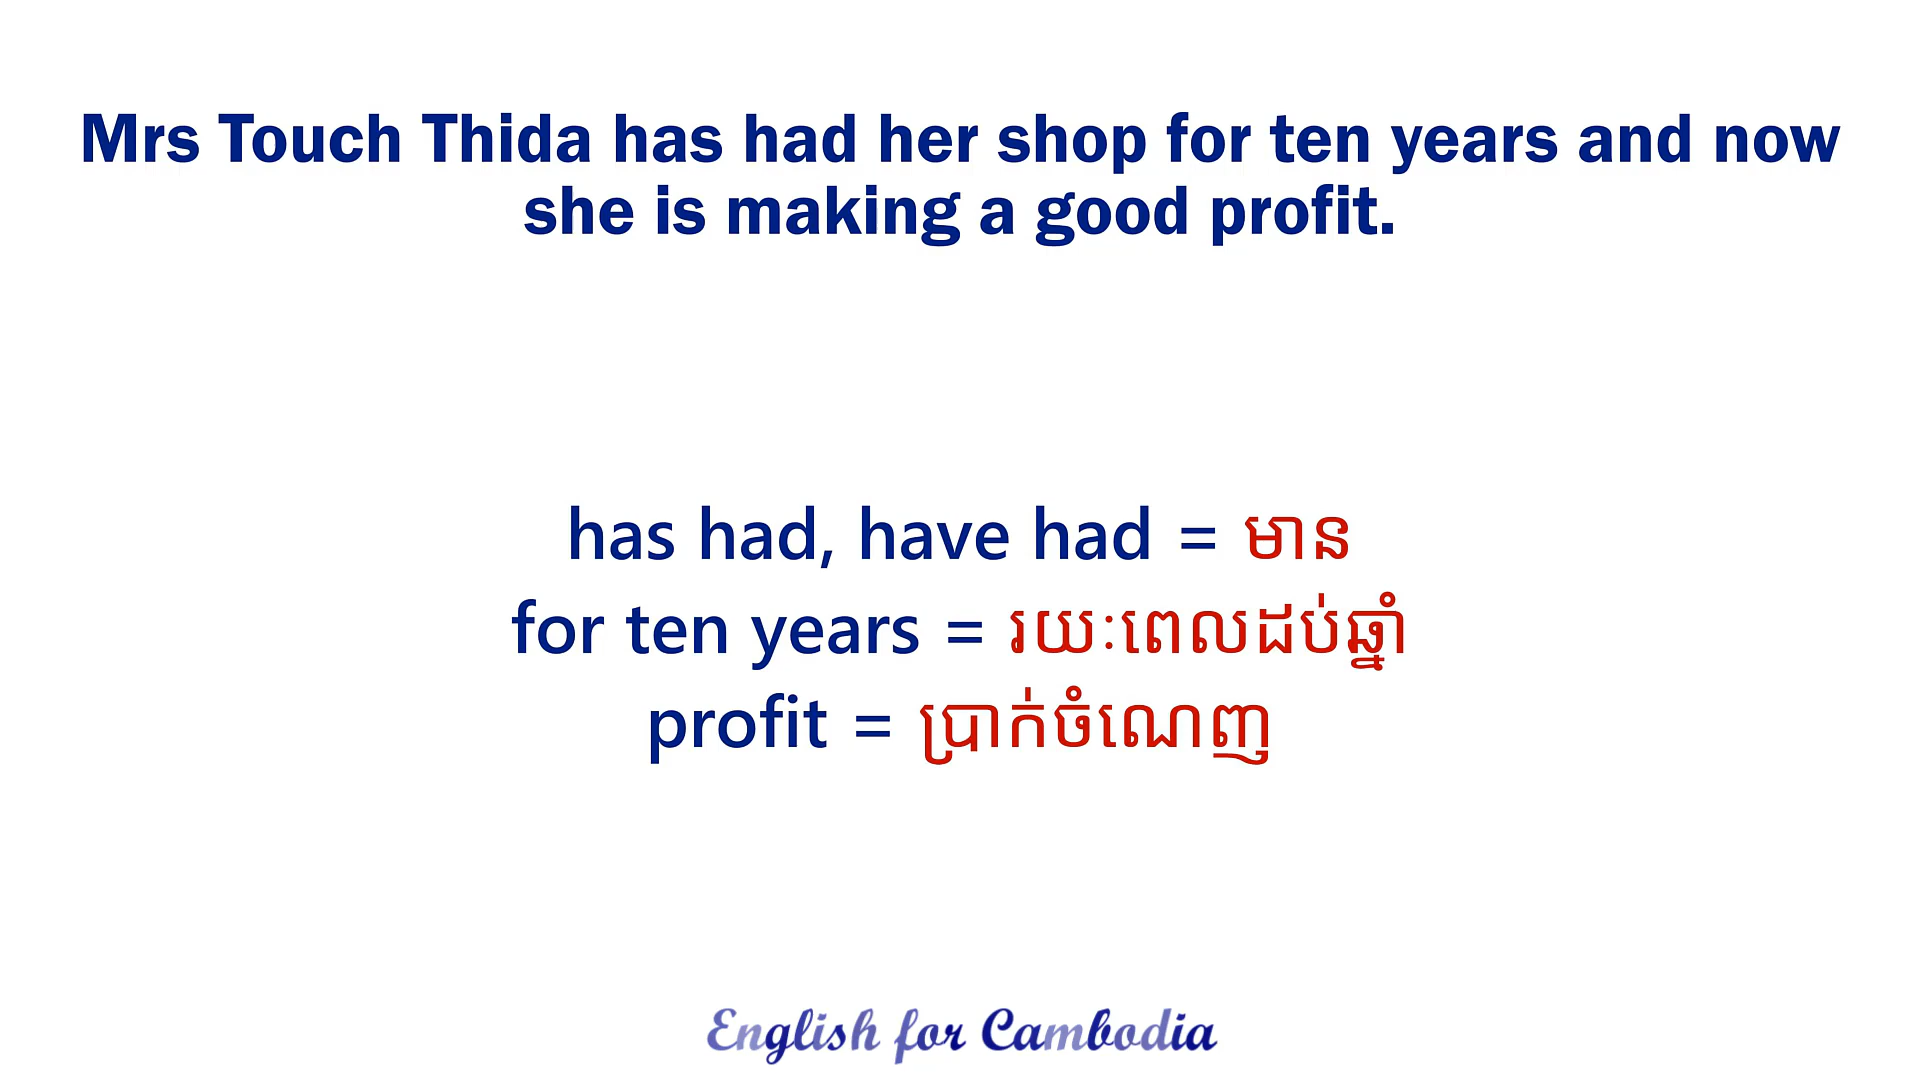 Mrs Touch Thida has had her shop for ten years and now
she is making a good profit.
has had, have had = មាន
for ten years = រយៈពេលដប់ឆ្នាំ
profit = ប្រាក់ចំណេញ
English for Cambodia